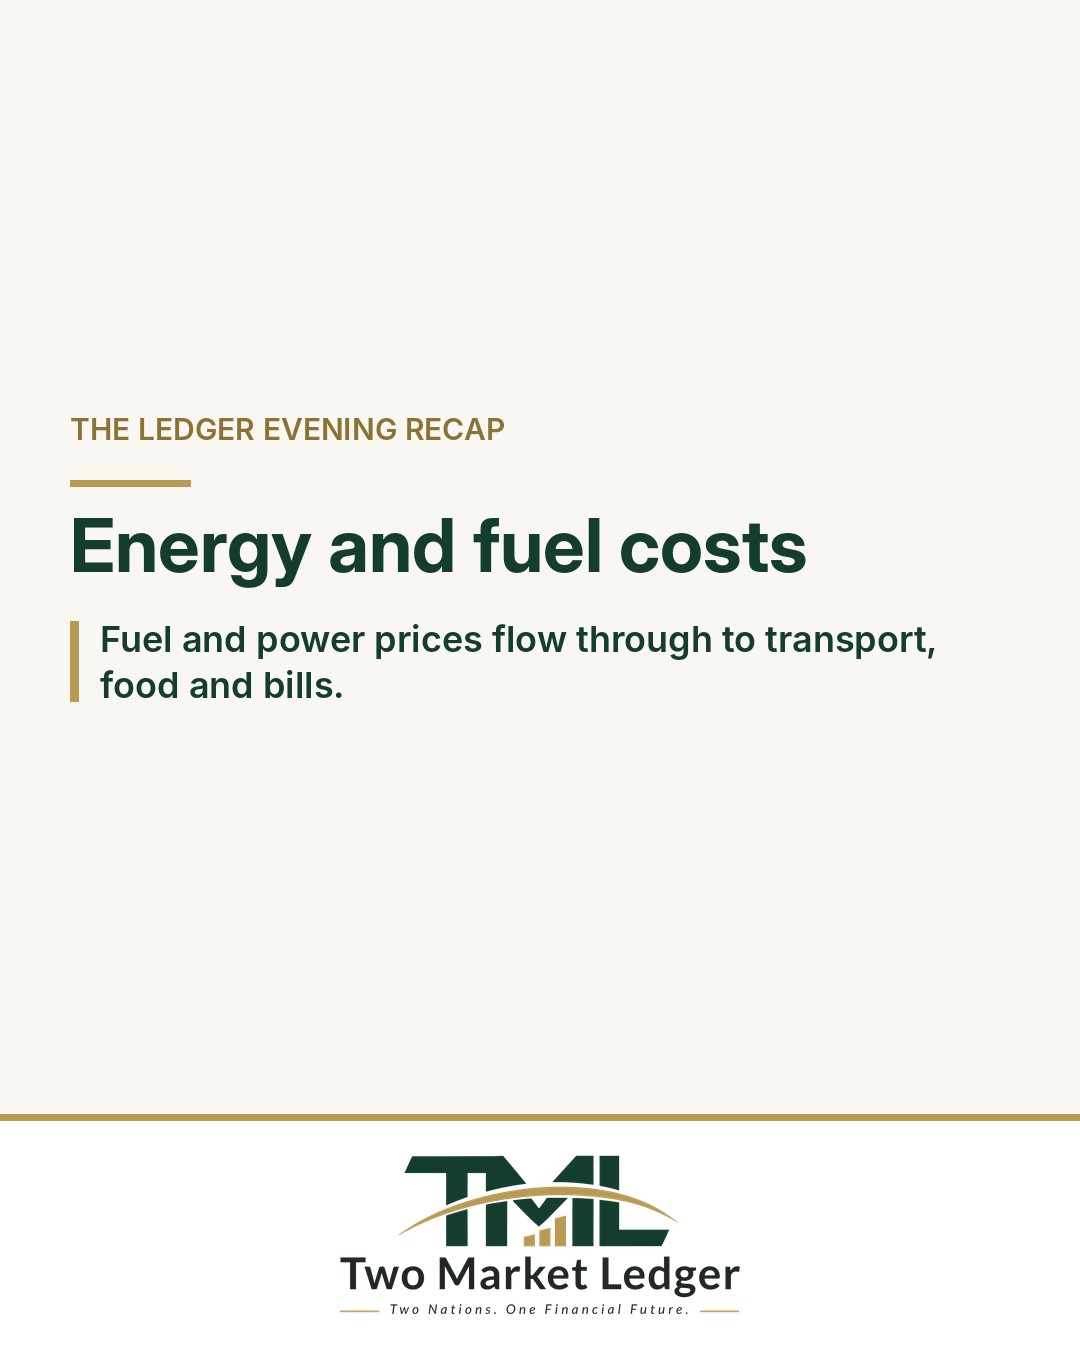 THE LEDGER EVENING RECAP
Energy and fuel costs
Fuel and power prices flow through to transport,
food and bills.
TML
Two Market Ledger
Two Nations. One Financial Future.